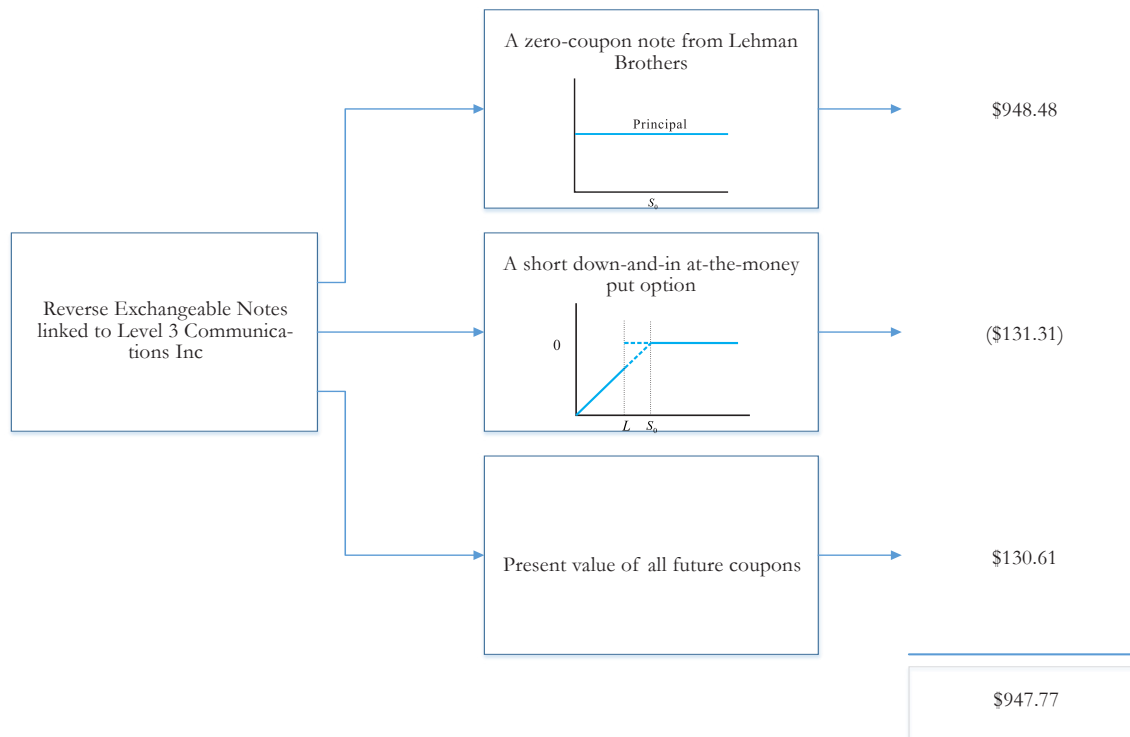 A zero-coupon note from Lehman
Brothers
Principal
S₀
$948.48
Reverse Exchangeable Notes
linked to Level 3 Communica-
tions Inc
A short down-and-in at-the-money
put option
0
L S₀
($131.31)
Present value of all future coupons
$130.61
$947.77